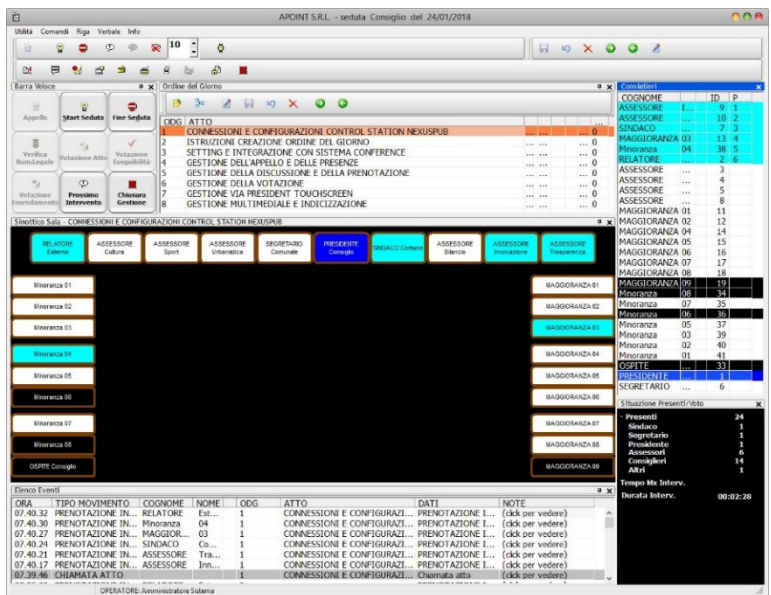 APOINT S.R.L. - seduta Consiglio del 24/01/2018
Utilità Comandi Riga Verbale Info
10
Barra Veloce
Appello Start Seduta Fine Seduta
Verifica Num.Legale Votazione Atto Votazione Eseguibilità
Votazione Emendamento Prossimo Intervento Chiusura Gestione
Ordine del Giorno
ODG ATTO ...
1 CONNESSIONI E CONFIGURAZIONI CONTROL STATION NEXUSPUB ... ... 0
2 ISTRUZIONI CREAZIONE ORDINE DEL GIORNO ... ... 0
3 SETTING E INTEGRAZIONE CON SISTEMA CONFERENCE ... ... 0
4 GESTIONE DELL'APPELLO E DELLE PRESENZE ... ... 0
5 GESTIONE DELLA DISCUSSIONE E DELLA PRENOTAZIONE ... ... 0
6 GESTIONE DELLA VOTAZIONE ... ... 0
7 GESTIONE VIA PRESIDENT TOUCHSCREEN ... ... 0
8 GESTIONE MULTIMEDIALE E INDICIZZAZIONE ... ... 0
Sinottico Sala - CONNESSIONI E CONFIGURAZIONI CONTROL STATION NEXUSPUB
RELATORE Esterno
ASSESSORE Cultura
ASSESSORE Sport
ASSESSORE Urbanistica
SEGRETARIO Comunale
PRESIDENTE Consiglio
SINDACO Comune
ASSESSORE Bilancio
ASSESSORE Innovazione
ASSESSORE Trasparenza
Minoranza 01 MAGGIORANZA 01
Minoranza 02 MAGGIORANZA 02
Minoranza 03 MAGGIORANZA 03
Minoranza 04 MAGGIORANZA 04
Minoranza 05 MAGGIORANZA 05
Minoranza 06 MAGGIORANZA 06
Minoranza 07 MAGGIORANZA 07
Minoranza 08 MAGGIORANZA 08
OSPITE Consiglio MAGGIORANZA 09
Elenco Eventi
ORA TIPO MOVIMENTO COGNOME NOME ODG ATTO DATI NOTE
07.40.32 PRENOTAZIONE IN... RELATORE Est... 1 CONNESSIONI E CONFIGURAZI... PRENOTAZIONE I... (click per vedere)
07.40.30 PRENOTAZIONE IN... Minoranza 04 1 CONNESSIONI E CONFIGURAZI... PRENOTAZIONE I... (click per vedere)
07.40.27 PRENOTAZIONE IN... MAGGIOR... 03 1 CONNESSIONI E CONFIGURAZI... PRENOTAZIONE I... (click per vedere)
07.40.24 PRENOTAZIONE IN... SINDACO Co... 1 CONNESSIONI E CONFIGURAZI... PRENOTAZIONE I... (click per vedere)
07.40.21 PRENOTAZIONE IN... ASSESSORE Tra... 1 CONNESSIONI E CONFIGURAZI... PRENOTAZIONE I... (click per vedere)
07.40.17 PRENOTAZIONE IN... ASSESSORE Inn... 1 CONNESSIONI E CONFIGURAZI... PRENOTAZIONE I... (click per vedere)
07.39.46 CHIAMATA ATTO 1 CONNESSIONI E CONFIGURAZI... Chiamata atto (click per vedere)
OPERATORE: Amministratore Sistema
Consiglieri
COGNOME ID P
ASSESSORE I... 9 1
ASSESSORE ... 10 2
SINDACO ... 7 3
MAGGIORANZA 03 13 4
Minoranza 04 38 5
RELATORE ... 2 6
ASSESSORE ... 3
ASSESSORE ... 4
ASSESSORE ... 5
ASSESSORE ... 8
MAGGIORANZA 01 11
MAGGIORANZA 02 12
MAGGIORANZA 04 14
MAGGIORANZA 05 15
MAGGIORANZA 06 16
MAGGIORANZA 07 17
MAGGIORANZA 08 18
MAGGIORANZA 09 19
Minoranza 08 34
Minoranza 07 35
Minoranza 06 36
Minoranza 05 37
Minoranza 03 39
Minoranza 02 40
Minoranza 01 41
OSPITE ... 33
PRESIDENTE ... 1
SEGRETARIO ... 6
Situazione Presenti/Voto
- Presenti 24
Sindaco 1
Segretario 1
Presidente 1
Assessori 6
Consiglieri 14
Altri 1
Tempo Mx Interv.
Durata Interv. 00:02:28